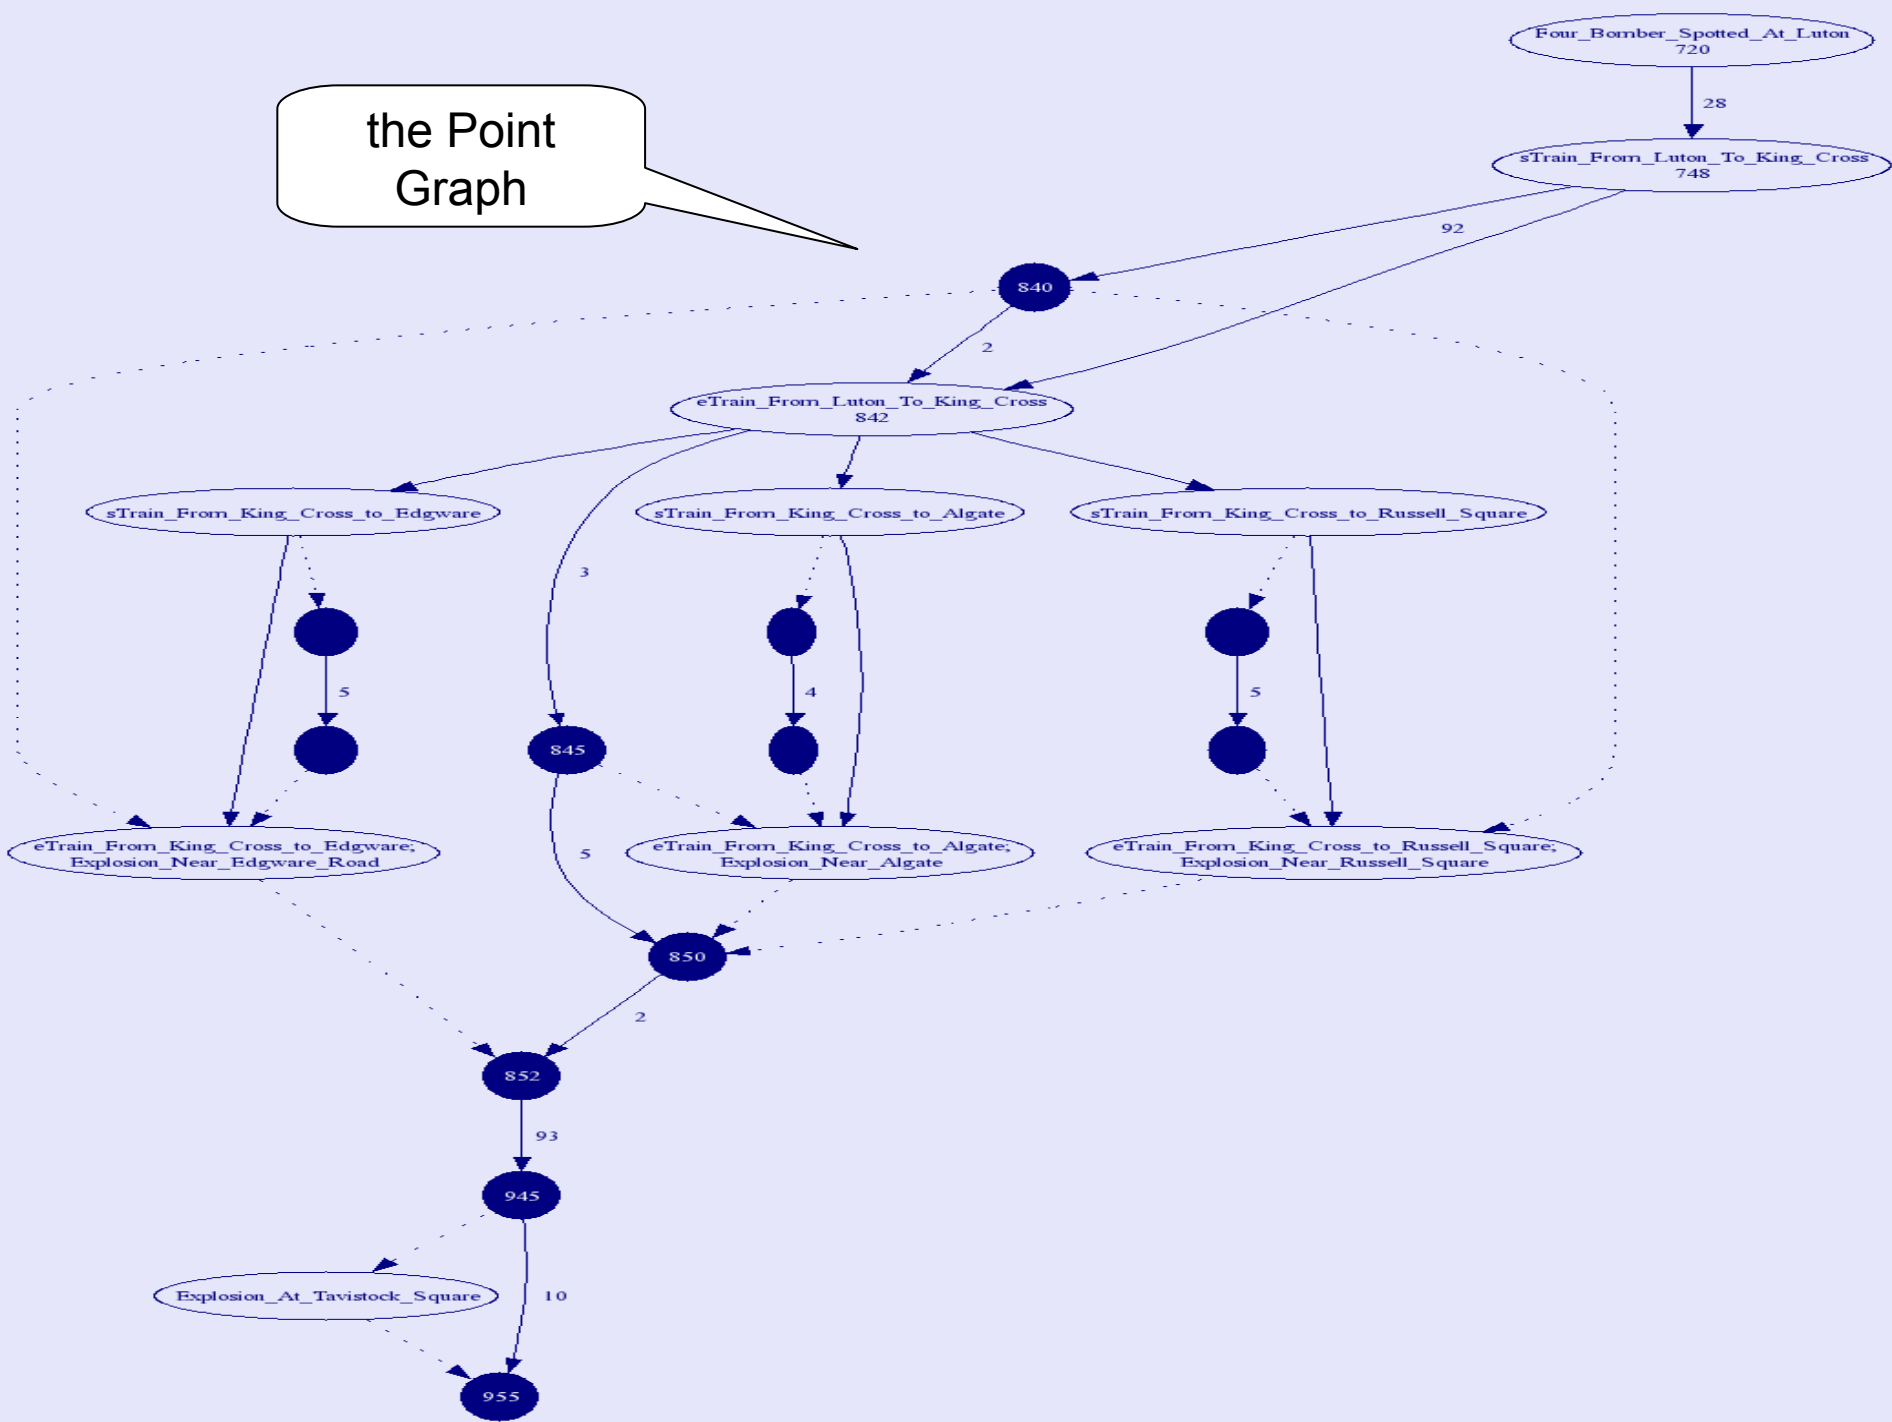 Four_Bomber_Spotted_At_Luton
720
the Point
Graph
28
sTrain_From_Luton_To_King_Cross
748
92
840
2
eTrain_From_Luton_To_King_Cross
842
sTrain_From_King_Cross_to_Edgware
sTrain_From_King_Cross_to_Algate
sTrain_From_King_Cross_to_Russell_Square
3
5
4
5
845
eTrain_From_King_Cross_to_Edgware;
Explosion_Near_Edgware_Road
5
eTrain_From_King_Cross_to_Algate;
Explosion_Near_Algate
eTrain_From_King_Cross_to_Russell_Square;
Explosion_Near_Russell_Square
850
2
852
93
945
Explosion_At_Tavistock_Square
10
955